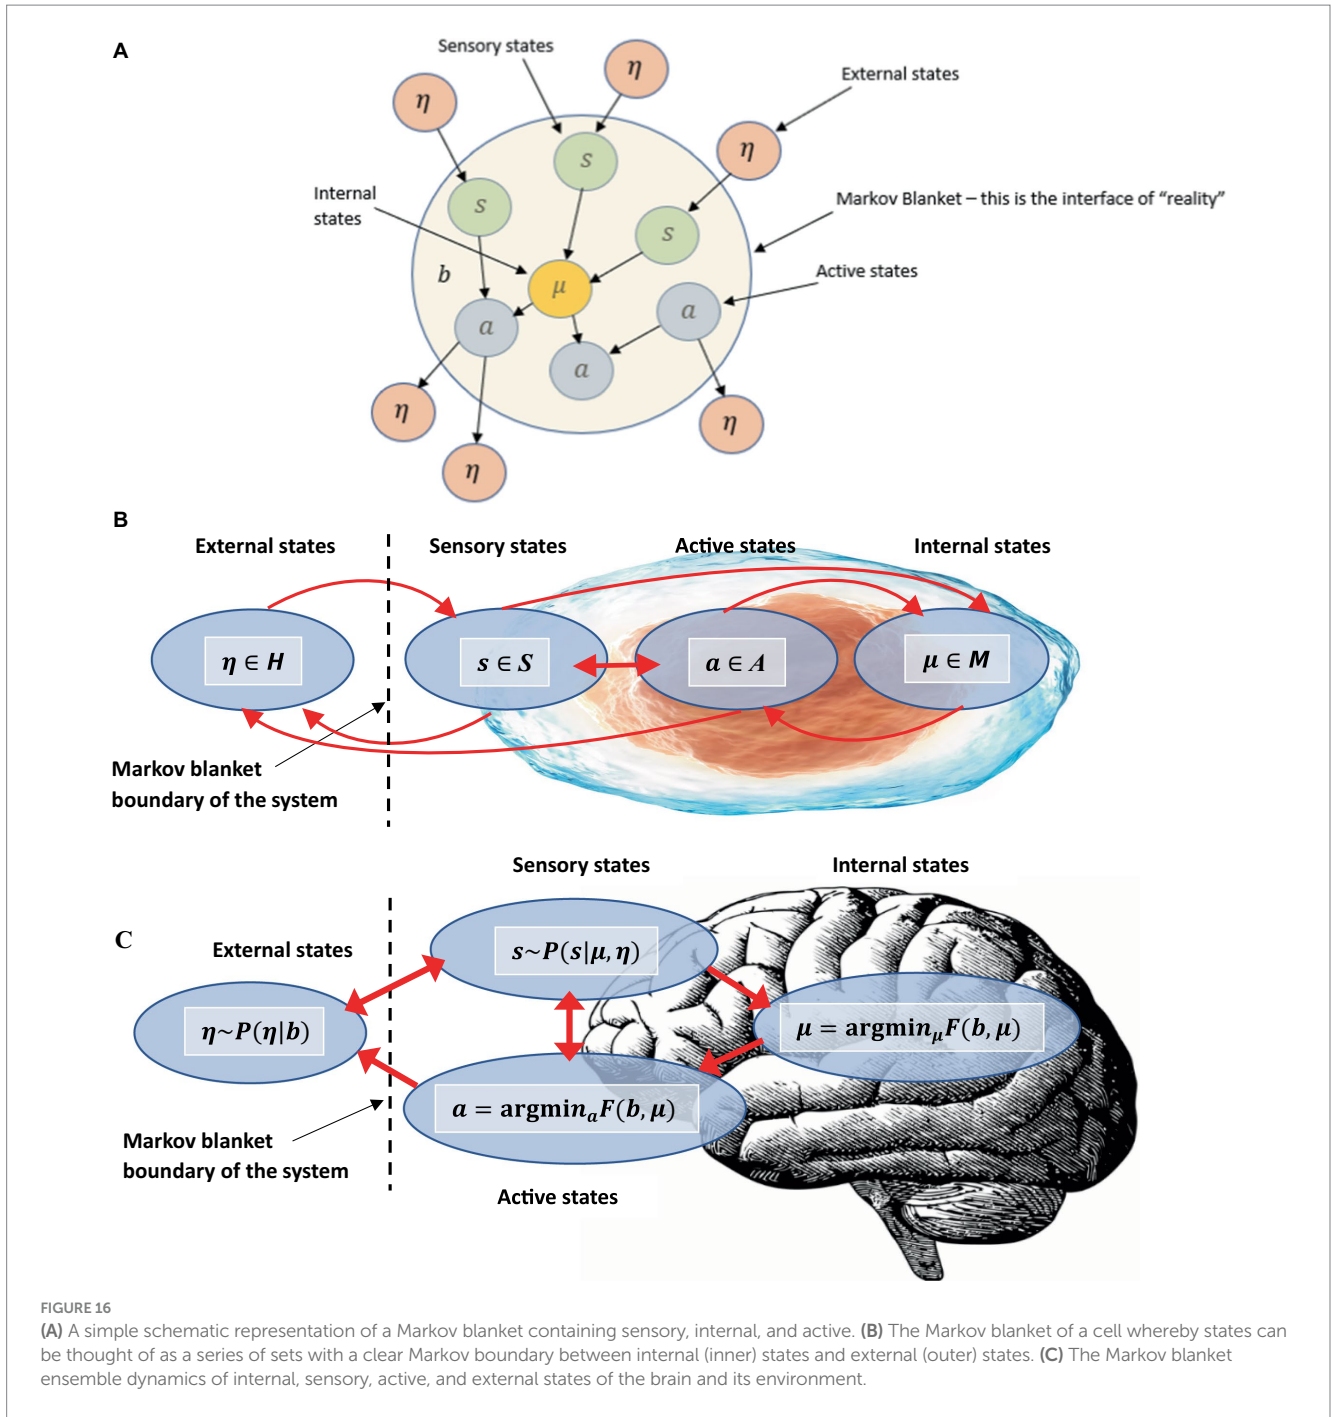 A
Sensory states
η
η
External states
η
s
Internal
states
s
s
Markov Blanket – this is the interface of “reality”
b
μ
Active states
a
a
a
η
η
η
B
External states
Sensory states
Active states
Internal states
η ∈ H
s ∈ S
a ∈ A
μ ∈ M
Markov blanket
boundary of the system
Sensory states
Internal states
C
External states
s~P(s|μ, η)
η~P(η|b)
μ = argminμF(b, μ)
a = argminaF(b, μ)
Markov blanket
boundary of the system
Active states
FIGURE 16
(A) A simple schematic representation of a Markov blanket containing sensory, internal, and active. (B) The Markov blanket of a cell whereby states can
be thought of as a series of sets with a clear Markov boundary between internal (inner) states and external (outer) states. (C) The Markov blanket
ensemble dynamics of internal, sensory, active, and external states of the brain and its environment.